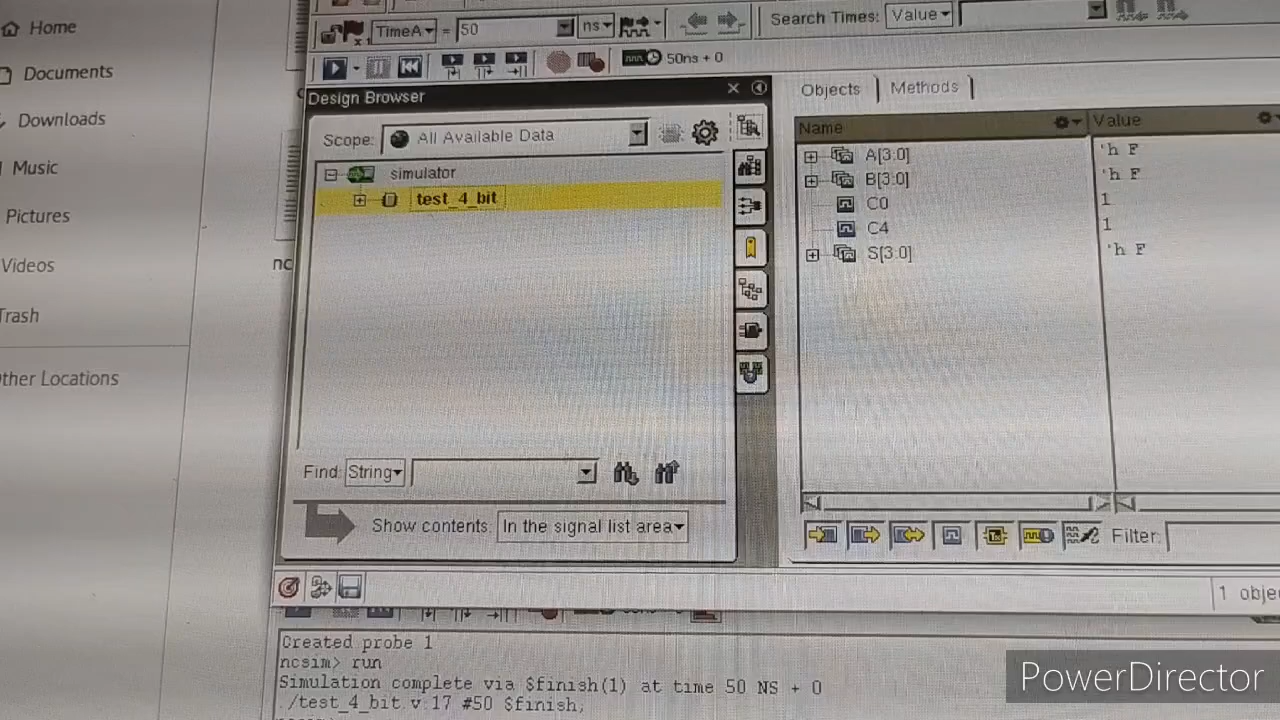 Home
Documents
Downloads
Music
Pictures
Videos
Trash
Other Locations
nc
TimeA = 50 ns
Search Times: Value
50ns + 0
Design Browser
Scope: All Available Data
simulator
test_4_bit
Find: String
Show contents: In the signal list area
Objects Methods
Name Value
A[3:0] 'h F
B[3:0] 'h F
C0 1
C4 1
S[3:0] 'h F
Filter:
1 obje
Created probe 1
ncsim> run
Simulation complete via $finish(1) at time 50 NS + 0
./test_4_bit.v:17 #50 $finish;
PowerDirector